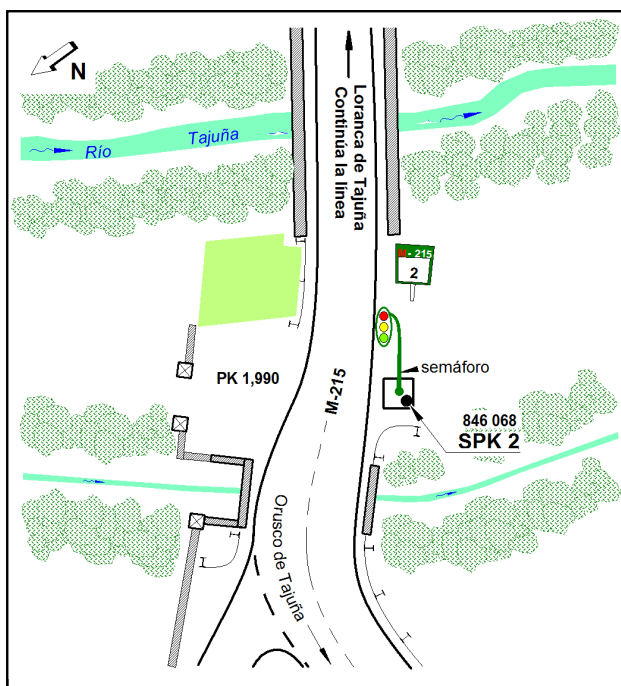 N
Loranca de Tajuña
Continúa la línea
Río Tajuña
M- 215
2
semáforo
PK 1,990
M-215
846 068
SPK 2
Orusco de Tajuña